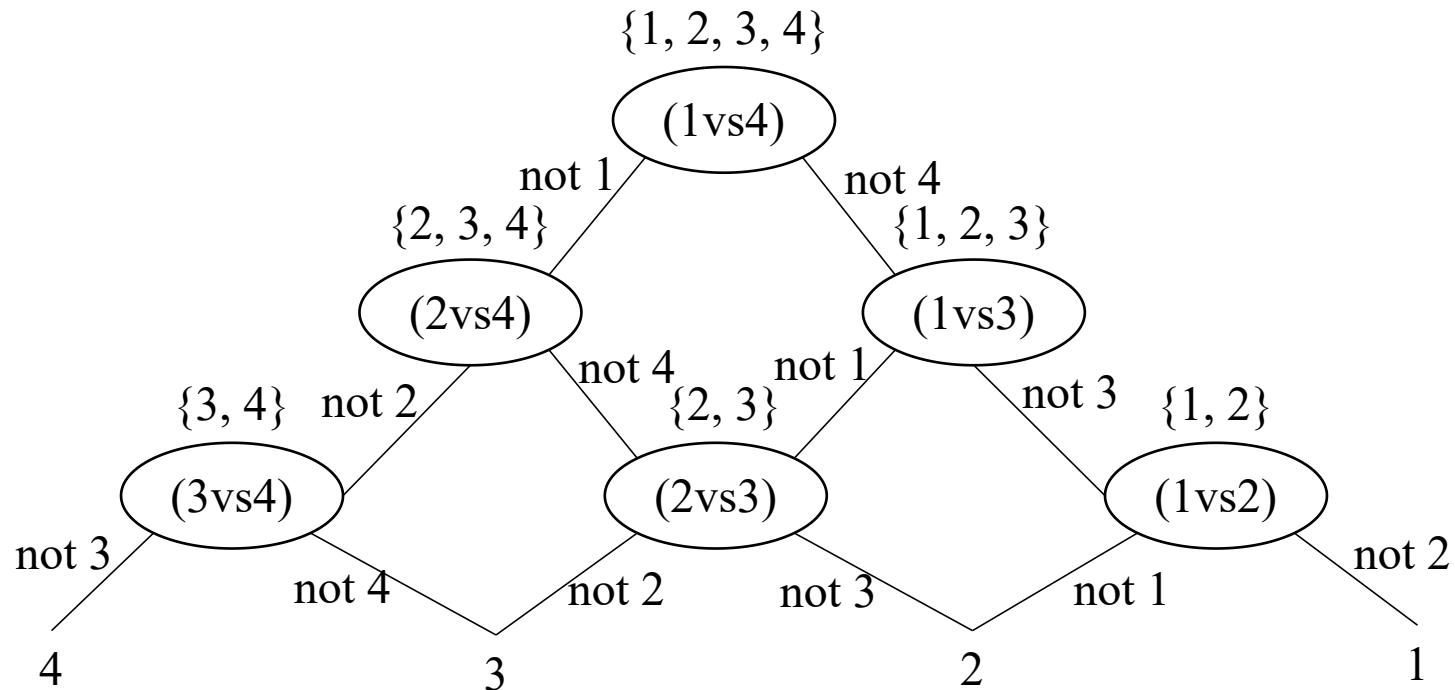 {1, 2, 3, 4}
(1vs4)
not 1
not 4
{2, 3, 4}
{1, 2, 3}
(2vs4)
(1vs3)
not 2
not 4
not 1
not 3
{3, 4}
{2, 3}
{1, 2}
(3vs4)
(2vs3)
(1vs2)
not 3
not 4
not 2
not 3
not 1
not 2
4
3
2
1